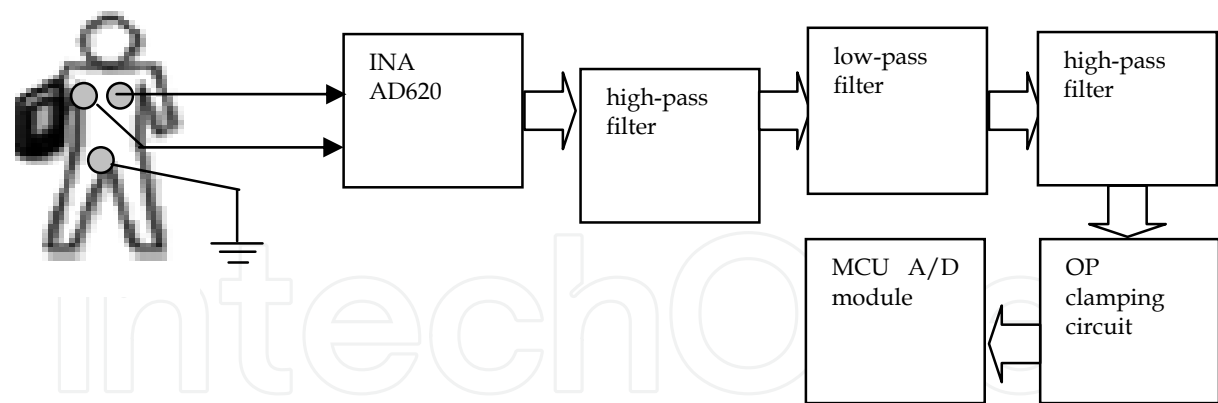 INA
AD620
high-pass
filter
low-pass
filter
high-pass
filter
OP
clamping
circuit
MCU A/D
module